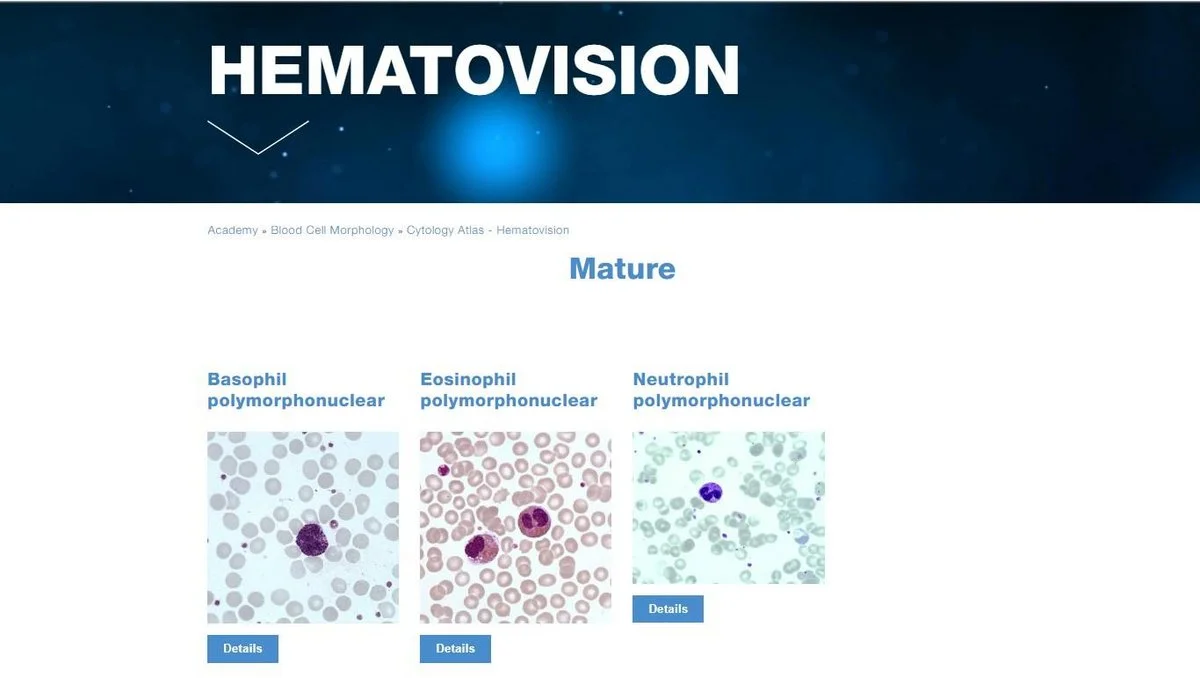 HEMATOVISION
Academy » Blood Cell Morphology » Cytology Atlas - Hematovision
Mature
Basophil
polymorphonuclear
Details
Eosinophil
polymorphonuclear
Details
Neutrophil
polymorphonuclear
Details